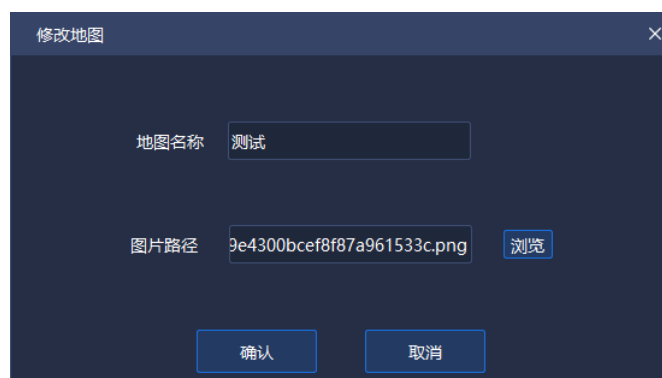 修改地图
地图名称 测试
图片路径 9e4300bcef8f87a961533c.png 浏览
确认 取消